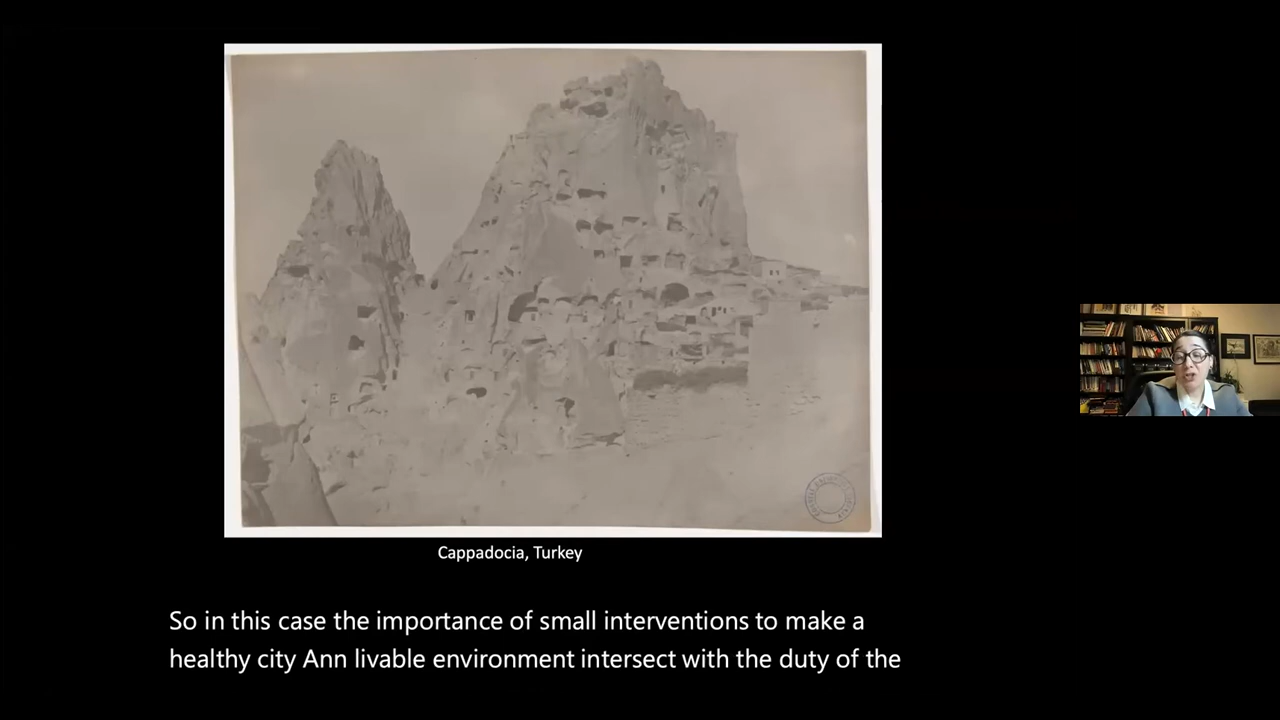 Cappadocia, Turkey
So in this case the importance of small interventions to make a
healthy city Ann livable environment intersect with the duty of the